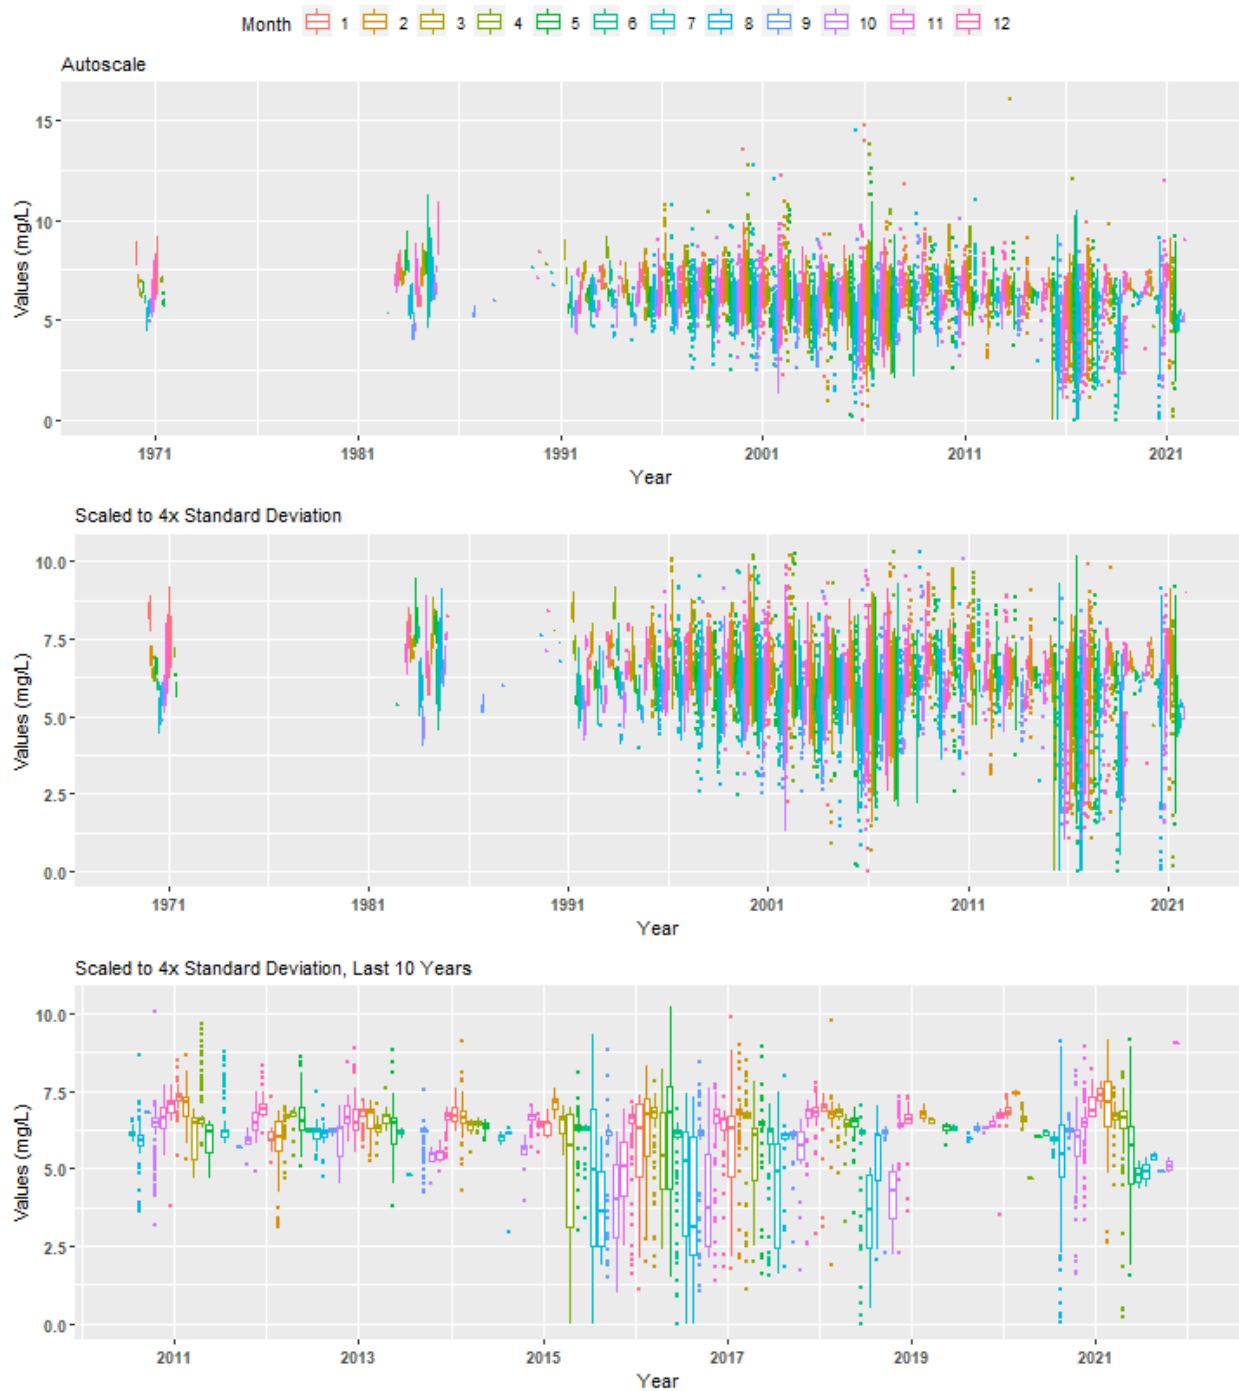 Month 1 2 3 4 5 6 7 8 9 10 11 12
Autoscale
15
10
5
0
Values (mg/L)
1971 1981 1991 2001 2011 2021
Year
Scaled to 4x Standard Deviation
10.0
7.5
5.0
2.5
0.0
Values (mg/L)
1971 1981 1991 2001 2011 2021
Year
Scaled to 4x Standard Deviation, Last 10 Years
10.0
7.5
5.0
2.5
0.0
Values (mg/L)
2011 2013 2015 2017 2019 2021
Year